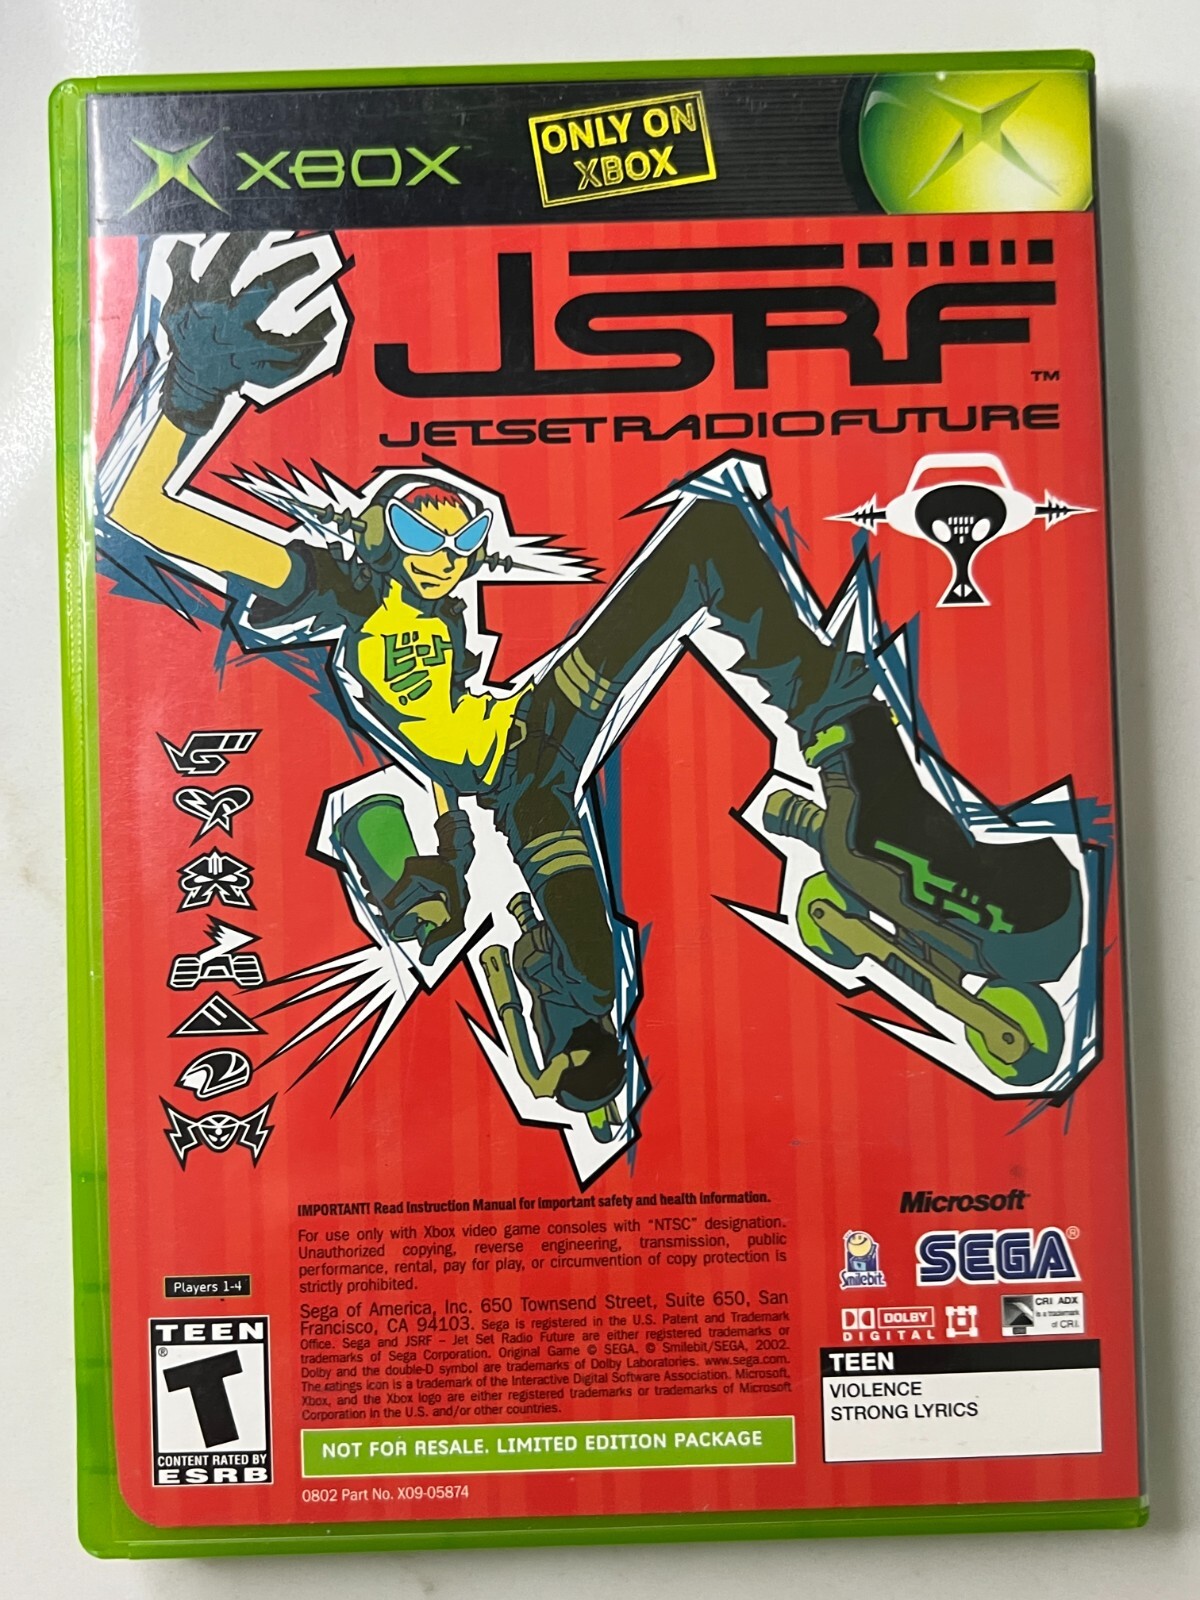 XBOX
ONLY ON
XBOX
JSRF™
JETSETRADIOFUTURE
ビート
IMPORTANT! Read Instruction Manual for important safety and health information.
For use only with Xbox video game consoles with "NTSC" designation.
Unauthorized copying, reverse engineering, transmission, public
performance, rental, pay for play, or circumvention of copy protection is
strictly prohibited.
Sega of America, Inc. 650 Townsend Street, Suite 650, San
Francisco, CA 94103. Sega is registered in the U.S. Patent and Trademark
Office. Sega and JSRF – Jet Set Radio Future are either registered trademarks or
trademarks of Sega Corporation. Original Game © SEGA. © Smilebit/SEGA, 2002.
Dolby and the double-D symbol are trademarks of Dolby Laboratories. www.sega.com.
The ratings icon is a trademark of the Interactive Digital Software Association. Microsoft,
Xbox, and the Xbox logo are either registered trademarks or trademarks of Microsoft
Corporation in the U.S. and/or other countries.
NOT FOR RESALE. LIMITED EDITION PACKAGE
0802 Part No. X09-05874
Players 1-4
TEEN
®
T
CONTENT RATED BY
ESRB
Microsoft
Smilebit
SEGA®
DOLBY
DIGITAL
CRI ADX
is a trademark
of CRI.
TEEN
VIOLENCE
STRONG LYRICS